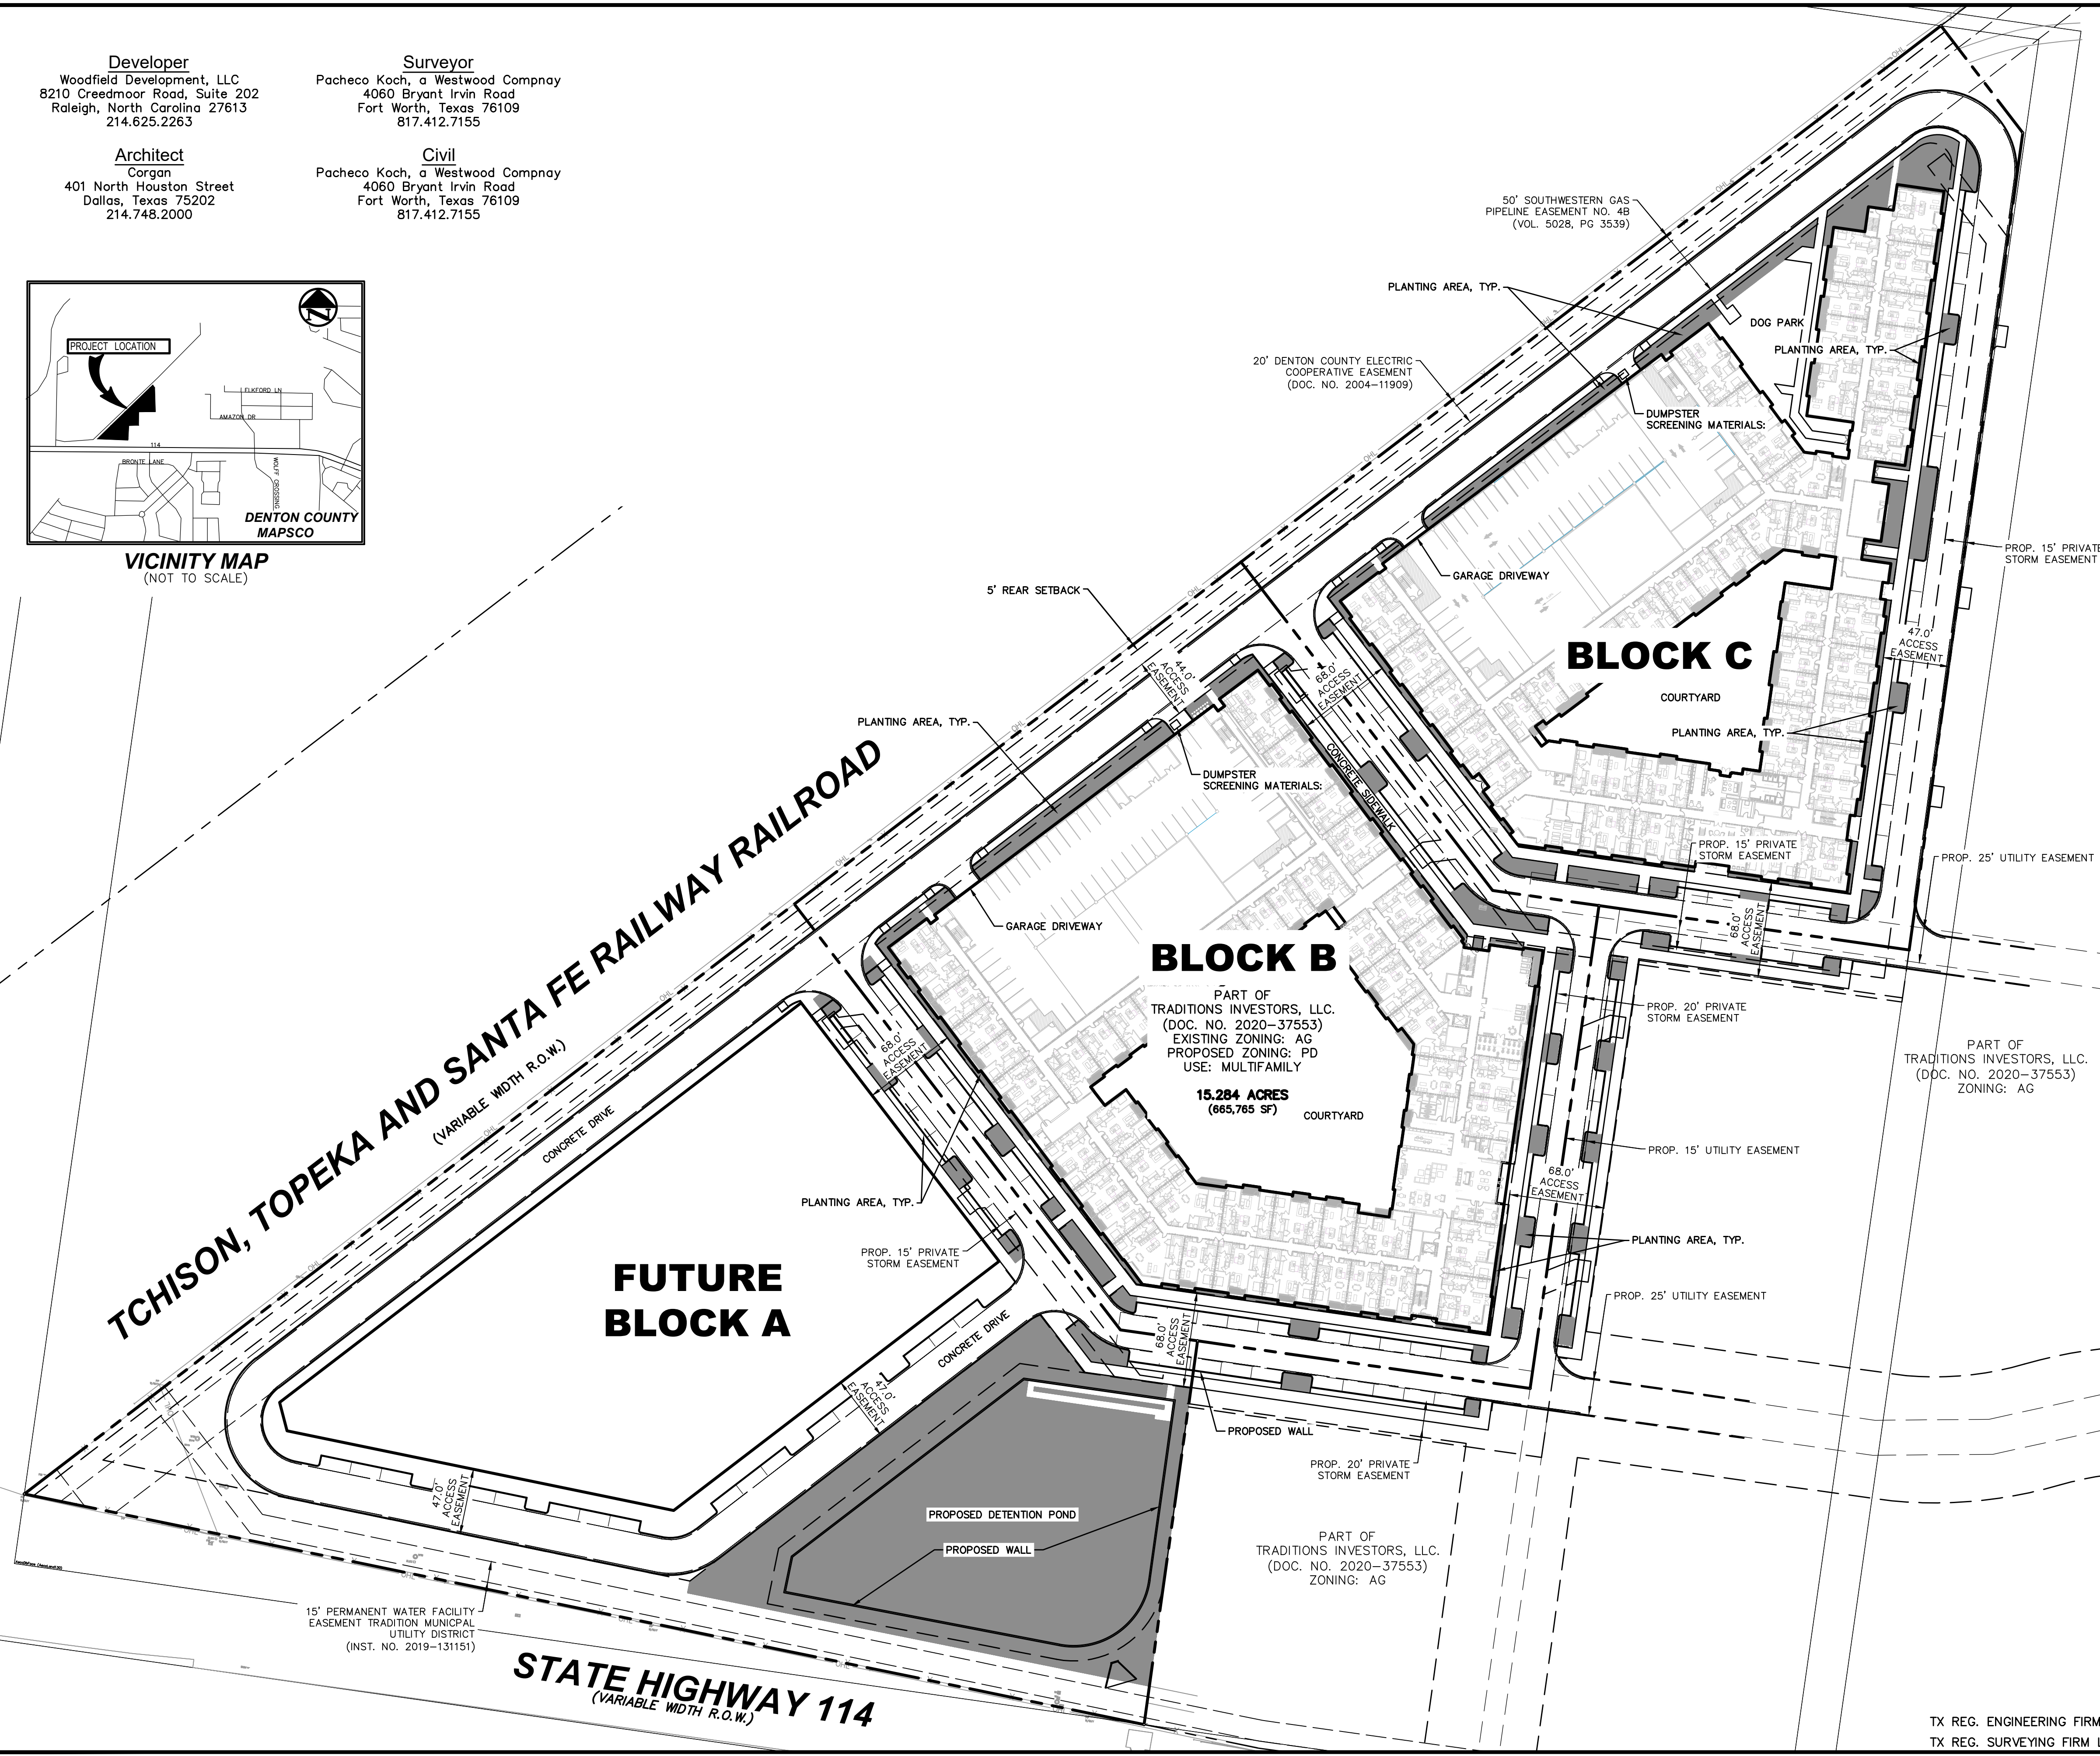 Developer
Woodfield Development, LLC
8210 Creedmoor Road, Suite 202
Raleigh, North Carolina 27613
214.625.2263
Surveyor
Pacheco Koch, a Westwood Compnay
4060 Bryant Irvin Road
Fort Worth, Texas 76109
817.412.7155
Architect
Corgan
401 North Houston Street
Dallas, Texas 75202
214.748.2000
Civil
Pacheco Koch, a Westwood Compnay
4060 Bryant Irvin Road
Fort Worth, Texas 76109
817.412.7155
N
PROJECT LOCATION
ELKFORD LN
AMAZON DR
114
BRONTE LANE
WOLFF CROSSING
DENTON COUNTY
MAPSCO
VICINITY MAP
(NOT TO SCALE)
50' SOUTHWESTERN GAS
PIPELINE EASEMENT NO. 4B
(VOL. 5028, PG 3539)
PLANTING AREA, TYP.
DOG PARK
PLANTING AREA, TYP.
20' DENTON COUNTY ELECTRIC
COOPERATIVE EASEMENT
(DOC. NO. 2004-11909)
DUMPSTER
SCREENING MATERIALS:
PROP. 15' PRIVATE
STORM EASEMENT
GARAGE DRIVEWAY
5' REAR SETBACK
BLOCK C
COURTYARD
47.0'
ACCESS
EASEMENT
44.0'
ACCESS
EASEMENT
68.0'
ACCESS
EASEMENT
PLANTING AREA, TYP.
PLANTING AREA, TYP.
DUMPSTER
SCREENING MATERIALS:
CONCRETE SIDEWALK
PROP. 15' PRIVATE
STORM EASEMENT
PROP. 25' UTILITY EASEMENT
68.0'
ACCESS
EASEMENT
GARAGE DRIVEWAY
BLOCK B
PART OF
TRADITIONS INVESTORS, LLC.
(DOC. NO. 2020-37553)
EXISTING ZONING: AG
PROPOSED ZONING: PD
USE: MULTIFAMILY
15.284 ACRES
(665,765 SF)
COURTYARD
PROP. 20' PRIVATE
STORM EASEMENT
PART OF
TRADITIONS INVESTORS, LLC.
(DOC. NO. 2020-37553)
ZONING: AG
TCHISON, TOPEKA AND SANTA FE RAILWAY RAILROAD
(VARIABLE WIDTH R.O.W.)
CONCRETE DRIVE
68.0'
ACCESS
EASEMENT
PROP. 15' UTILITY EASEMENT
68.0'
ACCESS
EASEMENT
PLANTING AREA, TYP.
PLANTING AREA, TYP.
PROP. 15' PRIVATE
STORM EASEMENT
FUTURE
BLOCK A
PROP. 25' UTILITY EASEMENT
CONCRETE DRIVE
68.0'
ACCESS
EASEMENT
47.0'
ACCESS
EASEMENT
PROPOSED WALL
PROP. 20' PRIVATE
STORM EASEMENT
47.0'
ACCESS
EASEMENT
PROPOSED DETENTION POND
PROPOSED WALL
PART OF
TRADITIONS INVESTORS, LLC.
(DOC. NO. 2020-37553)
ZONING: AG
15' PERMANENT WATER FACILITY
EASEMENT TRADITION MUNICPAL
UTILITY DISTRICT
(INST. NO. 2019-131151)
STATE HIGHWAY 114
(VARIABLE WIDTH R.O.W.)
TX REG. ENGINEERING FIRM
TX REG. SURVEYING FIRM